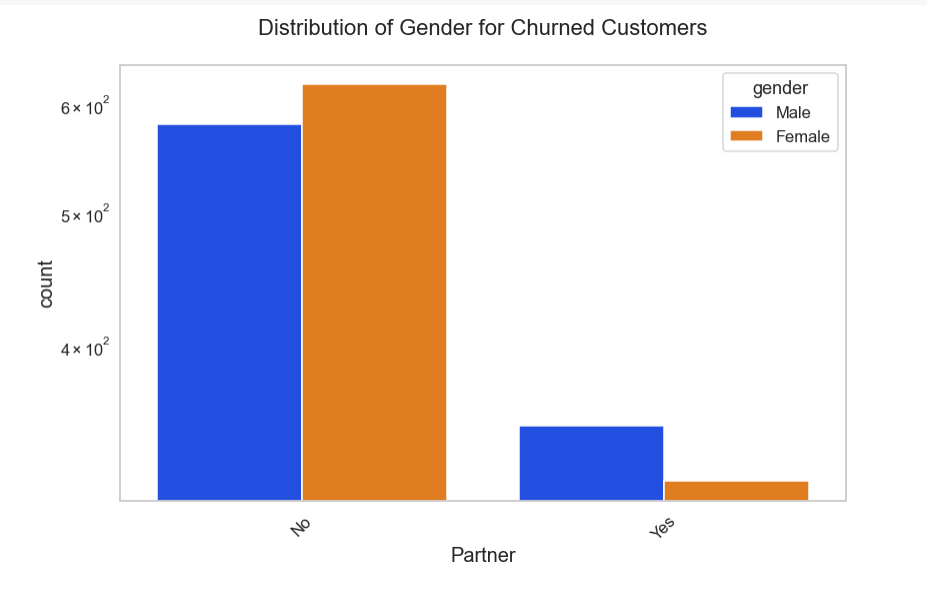 Distribution of Gender for Churned Customers
gender
Male
Female
6 × 10²
5 × 10²
4 × 10²
count
No
Yes
Partner